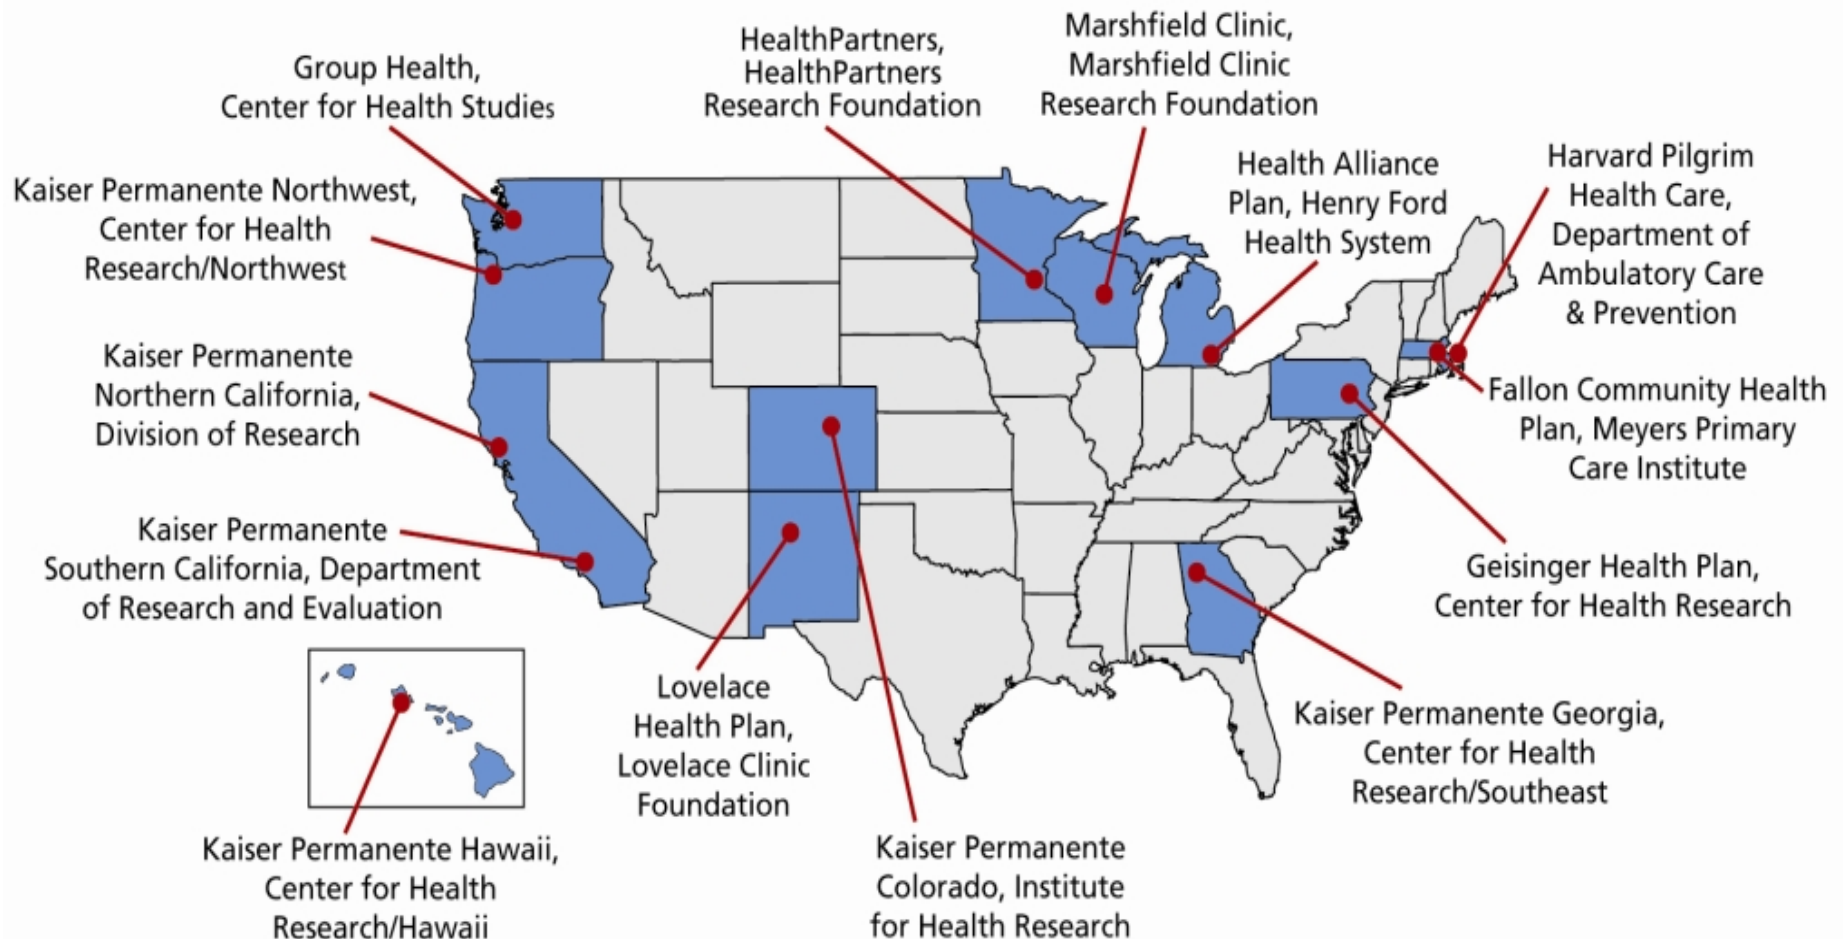 Group Health,
Center for Health Studies
HealthPartners,
HealthPartners
Research Foundation
Marshfield Clinic,
Marshfield Clinic
Research Foundation
Health Alliance
Plan, Henry Ford
Health System
Harvard Pilgrim
Health Care,
Department of
Ambulatory Care
& Prevention
Kaiser Permanente Northwest,
Center for Health
Research/Northwest
Kaiser Permanente
Northern California,
Division of Research
Fallon Community Health
Plan, Meyers Primary
Care Institute
Kaiser Permanente
Southern California, Department
of Research and Evaluation
Geisinger Health Plan,
Center for Health Research
Lovelace
Health Plan,
Lovelace Clinic
Foundation
Kaiser Permanente Georgia,
Center for Health
Research/Southeast
Kaiser Permanente Hawaii,
Center for Health
Research/Hawaii
Kaiser Permanente
Colorado, Institute
for Health Research